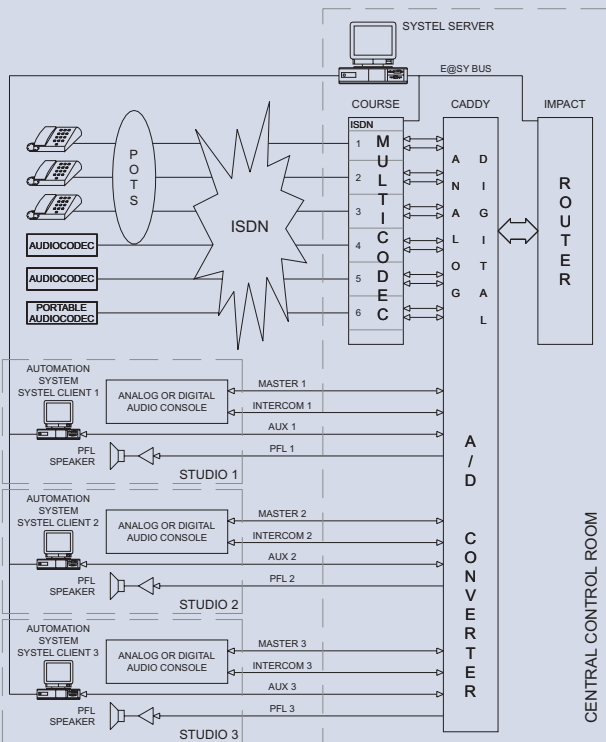 SYSTEL SERVER
E@SY BUS
COURSE
CADDY
IMPACT
ISDN
1
2
3
4
5
6
MULTICODEC
ANALOG
DIGITAL
ROUTER
POTS
ISDN
AUDIOCODEC
AUDIOCODEC
PORTABLE
AUDIOCODEC
A/D CONVERTER
AUTOMATION
SYSTEM
SYSTEL CLIENT 1
ANALOG OR DIGITAL
AUDIO CONSOLE
MASTER 1
INTERCOM 1
AUX 1
PFL 1
PFL
SPEAKER
STUDIO 1
AUTOMATION
SYSTEM
SYSTEL CLIENT 2
ANALOG OR DIGITAL
AUDIO CONSOLE
MASTER 2
INTERCOM 2
AUX 2
PFL 2
PFL
SPEAKER
STUDIO 2
AUTOMATION
SYSTEM
SYSTEL CLIENT 3
ANALOG OR DIGITAL
AUDIO CONSOLE
MASTER 3
INTERCOM 3
AUX 3
PFL 3
PFL
SPEAKER
STUDIO 3
CENTRAL CONTROL ROOM